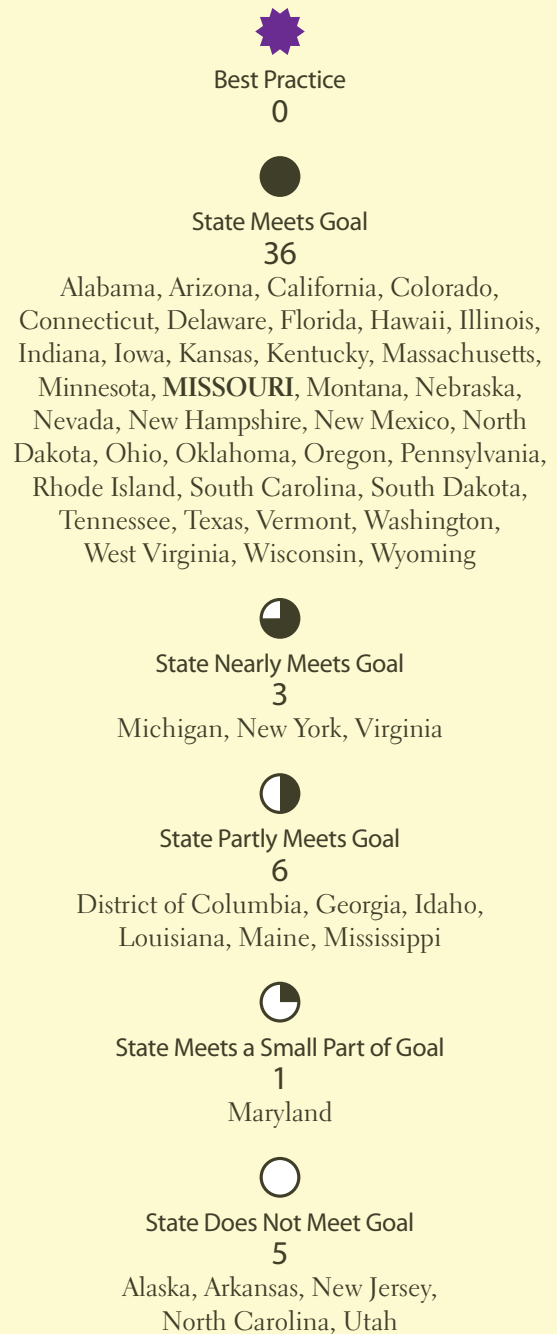 Best Practice
0
State Meets Goal
36
Alabama, Arizona, California, Colorado,
Connecticut, Delaware, Florida, Hawaii, Illinois,
Indiana, Iowa, Kansas, Kentucky, Massachusetts,
Minnesota, MISSOURI, Montana, Nebraska,
Nevada, New Hampshire, New Mexico, North
Dakota, Ohio, Oklahoma, Oregon, Pennsylvania,
Rhode Island, South Carolina, South Dakota,
Tennessee, Texas, Vermont, Washington,
West Virginia, Wisconsin, Wyoming
State Nearly Meets Goal
3
Michigan, New York, Virginia
State Partly Meets Goal
6
District of Columbia, Georgia, Idaho,
Louisiana, Maine, Mississippi
State Meets a Small Part of Goal
1
Maryland
State Does Not Meet Goal
5
Alaska, Arkansas, New Jersey,
North Carolina, Utah